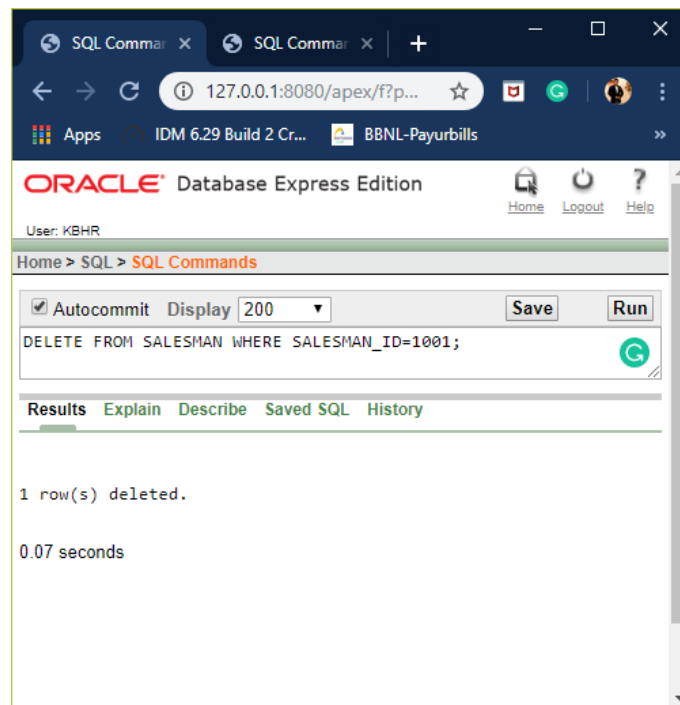 SQL Commar
SQL Commar
127.0.0.1:8080/apex/f?p...
Apps IDM 6.29 Build 2 Cr... BBNL-Payurbills »
ORACLE® Database Express Edition
Home Logout Help
User: KBHR
Home > SQL > SQL Commands
Autocommit Display 200 Save Run
DELETE FROM SALESMAN WHERE SALESMAN_ID=1001;
Results Explain Describe Saved SQL History
1 row(s) deleted.
0.07 seconds